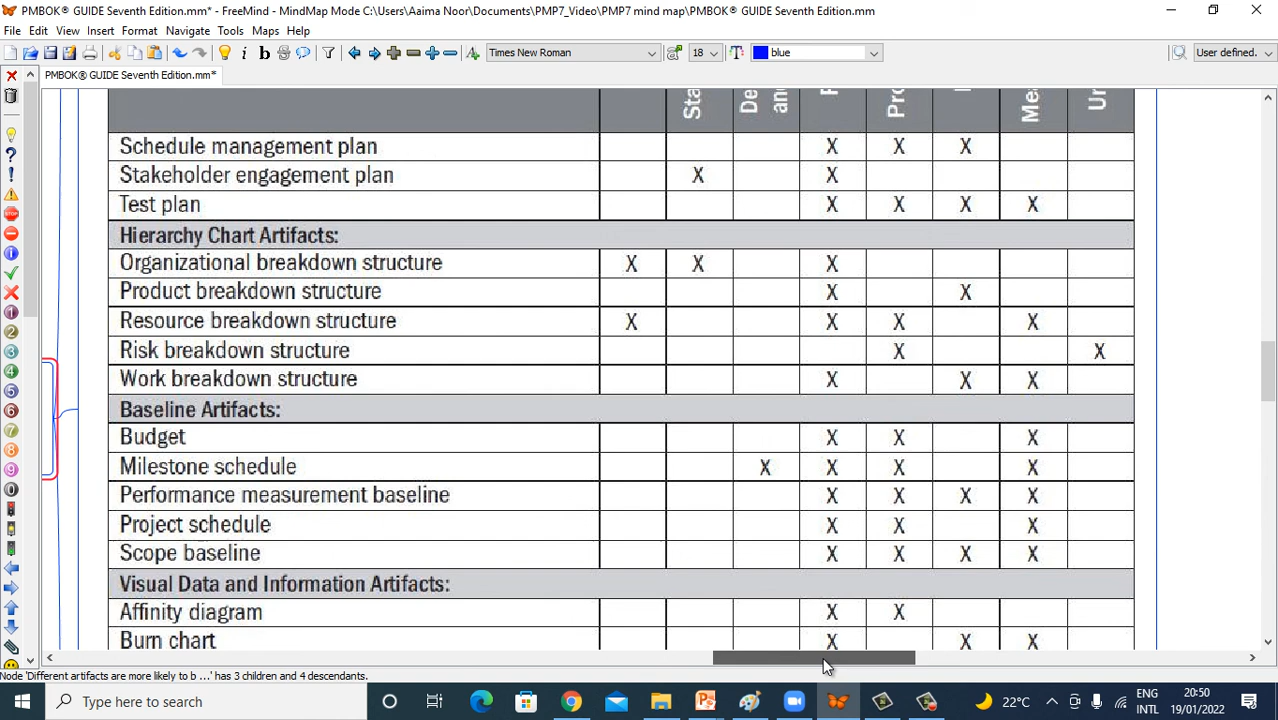 PMBOK® GUIDE Seventh Edition.mm* - FreeMind - MindMap Mode C:\Users\Aaima Noor\Documents\PMP7_Video\PMP7 mind map\PMBOK® GUIDE Seventh Edition.mm
File Edit View Insert Format Navigate Tools Maps Help
Times New Roman 18 blue User defined.
PMBOK® GUIDE Seventh Edition.mm*
Sta De and Pro Mea Un
Schedule management plan X X X
Stakeholder engagement plan X X
Test plan X X X X
Hierarchy Chart Artifacts:
Organizational breakdown structure X X X
Product breakdown structure X X
Resource breakdown structure X X X X
Risk breakdown structure X X
Work breakdown structure X X X
Baseline Artifacts:
Budget X X X
Milestone schedule X X X X
Performance measurement baseline X X X X
Project schedule X X X
Scope baseline X X X X
Visual Data and Information Artifacts:
Affinity diagram X X
Burn chart X X X
Node 'Different artifacts are more likely to b ...' has 3 children and 4 descendants.
Type here to search
22°C
ENG
INTL
20:50
19/01/2022